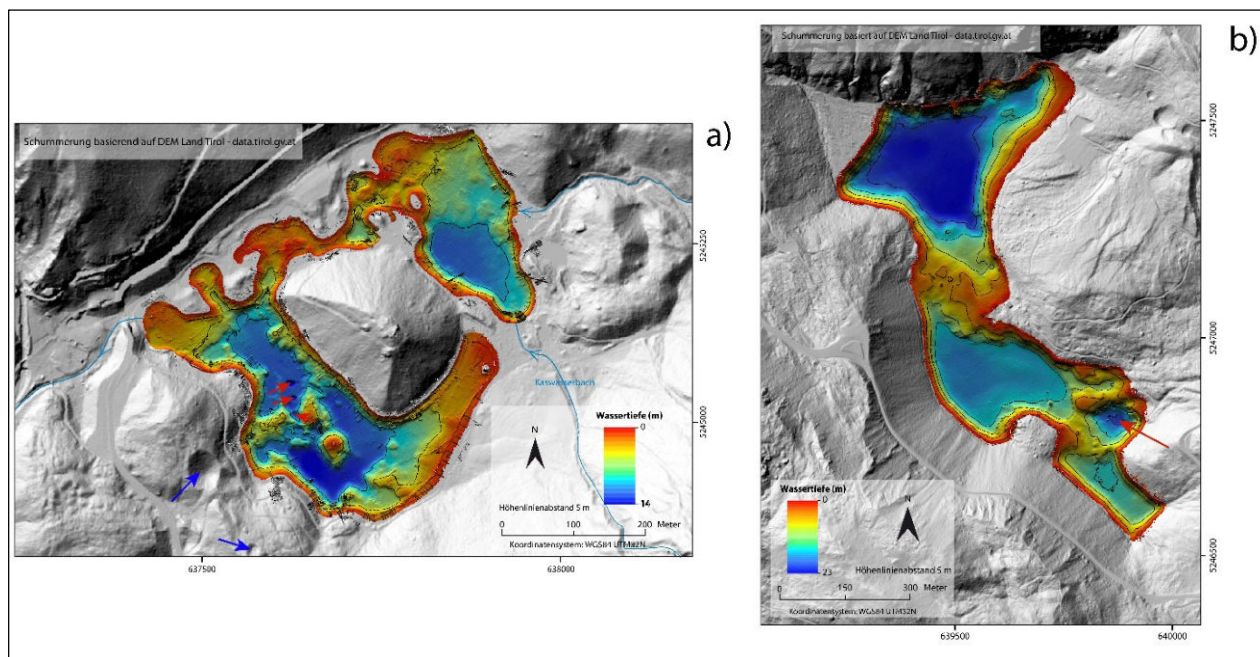 a)
Schummerung basierend auf DEM Land Tirol - data.tirol.gv.at
5245250
5245000
Kaswasserbach
Wassertiefe (m)
0
14
N
Höhenlinienabstand 5 m
0 100 200 Meter
Koordinatensystem: WGS84 UTM32N
637500 638000
b)
Schummerung basiert auf DEM Land Tirol - data.tirol.gv.at
5247500
5247000
5246500
Wassertiefe (m)
0
23
N
Höhenlinienabstand 5 m
0 150 300 Meter
Koordinatensystem: WGS84 UTM32N
639500 640000